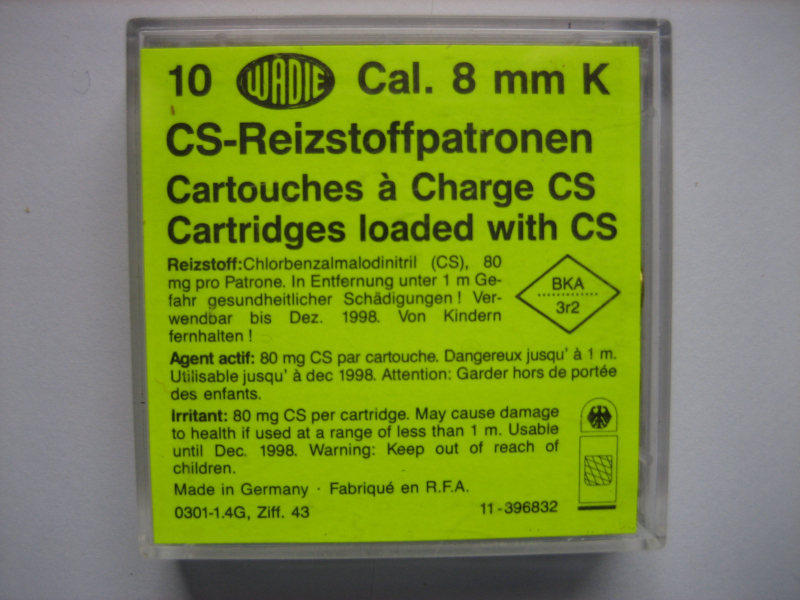 10 WADIE Cal. 8 mm K
CS-Reizstoffpatronen
Cartouches à Charge CS
Cartridges loaded with CS
Reizstoff:Chlorbenzalmalodinitril (CS), 80
mg pro Patrone. In Entfernung unter 1 m Ge-
fahr gesundheitlicher Schädigungen! Ver-
wendbar bis Dez. 1998. Von Kindern
fernhalten!
BKA
3r2
Agent actif: 80 mg CS par cartouche. Dangereux jusqu' à 1 m.
Utilisable jusqu' à dec 1998. Attention: Garder hors de portée
des enfants.
Irritant: 80 mg CS per cartridge. May cause damage
to health if used at a range of less than 1 m. Usable
until Dec. 1998. Warning: Keep out of reach of
children.
Made in Germany · Fabriqué en R.F.A.
0301-1.4G, Ziff. 43 11-396832